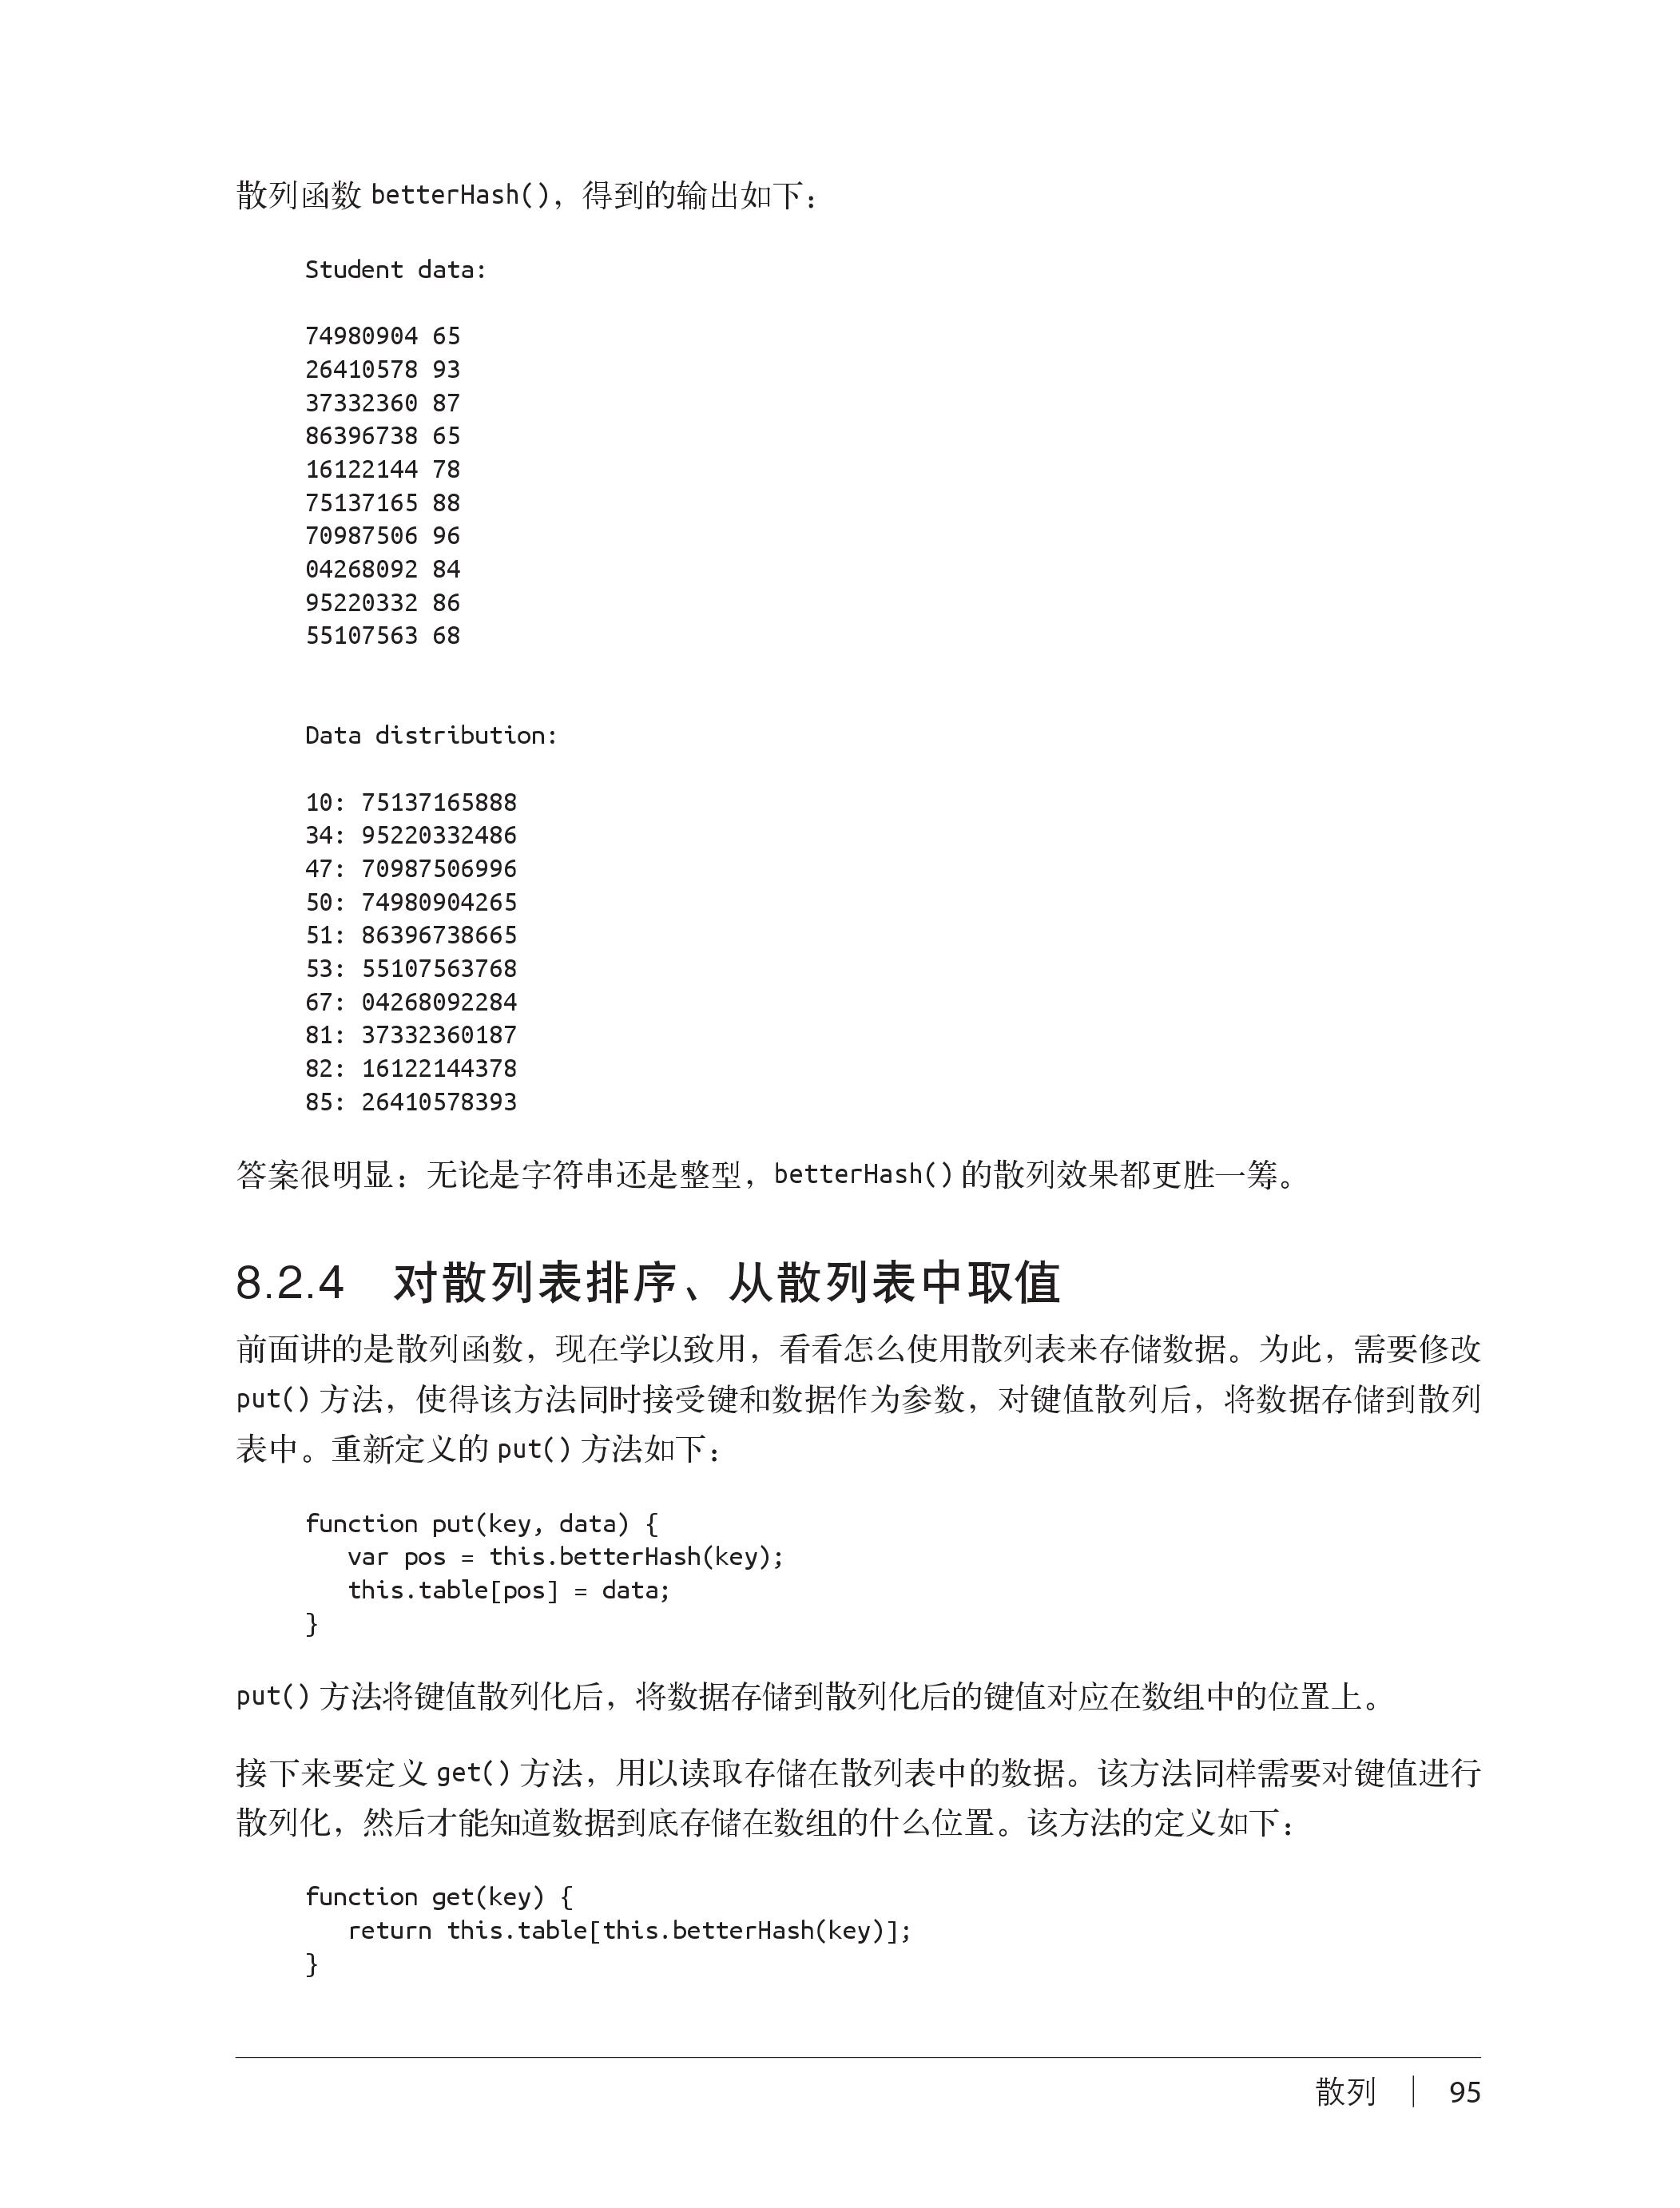 散列函数 betterHash()，得到的输出如下：
Student data:
74980904 65
26410578 93
37332360 87
86396738 65
16122144 78
75137165 88
70987506 96
04268092 84
95220332 86
55107563 68
Data distribution:
10: 75137165888
34: 95220332486
47: 70987506996
50: 74980904265
51: 86396738665
53: 55107563768
67: 04268092284
81: 37332360187
82: 16122144378
85: 26410578393
答案很明显：无论是字符串还是整型，betterHash() 的散列效果都更胜一筹。
8.2.4 对散列表排序、从散列表中取值
前面讲的是散列函数，现在学以致用，看看怎么使用散列表来存储数据。为此，需要修改
put() 方法，使得该方法同时接受键和数据作为参数，对键值散列后，将数据存储到散列
表中。重新定义的 put() 方法如下：
function put(key, data) {
   var pos = this.betterHash(key);
   this.table[pos] = data;
}
put() 方法将键值散列化后，将数据存储到散列化后的键值对应在数组中的位置上。
接下来要定义 get() 方法，用以读取存储在散列表中的数据。该方法同样需要对键值进行
散列化，然后才能知道数据到底存储在数组的什么位置。该方法的定义如下：
function get(key) {
   return this.table[this.betterHash(key)];
}
散列 | 95